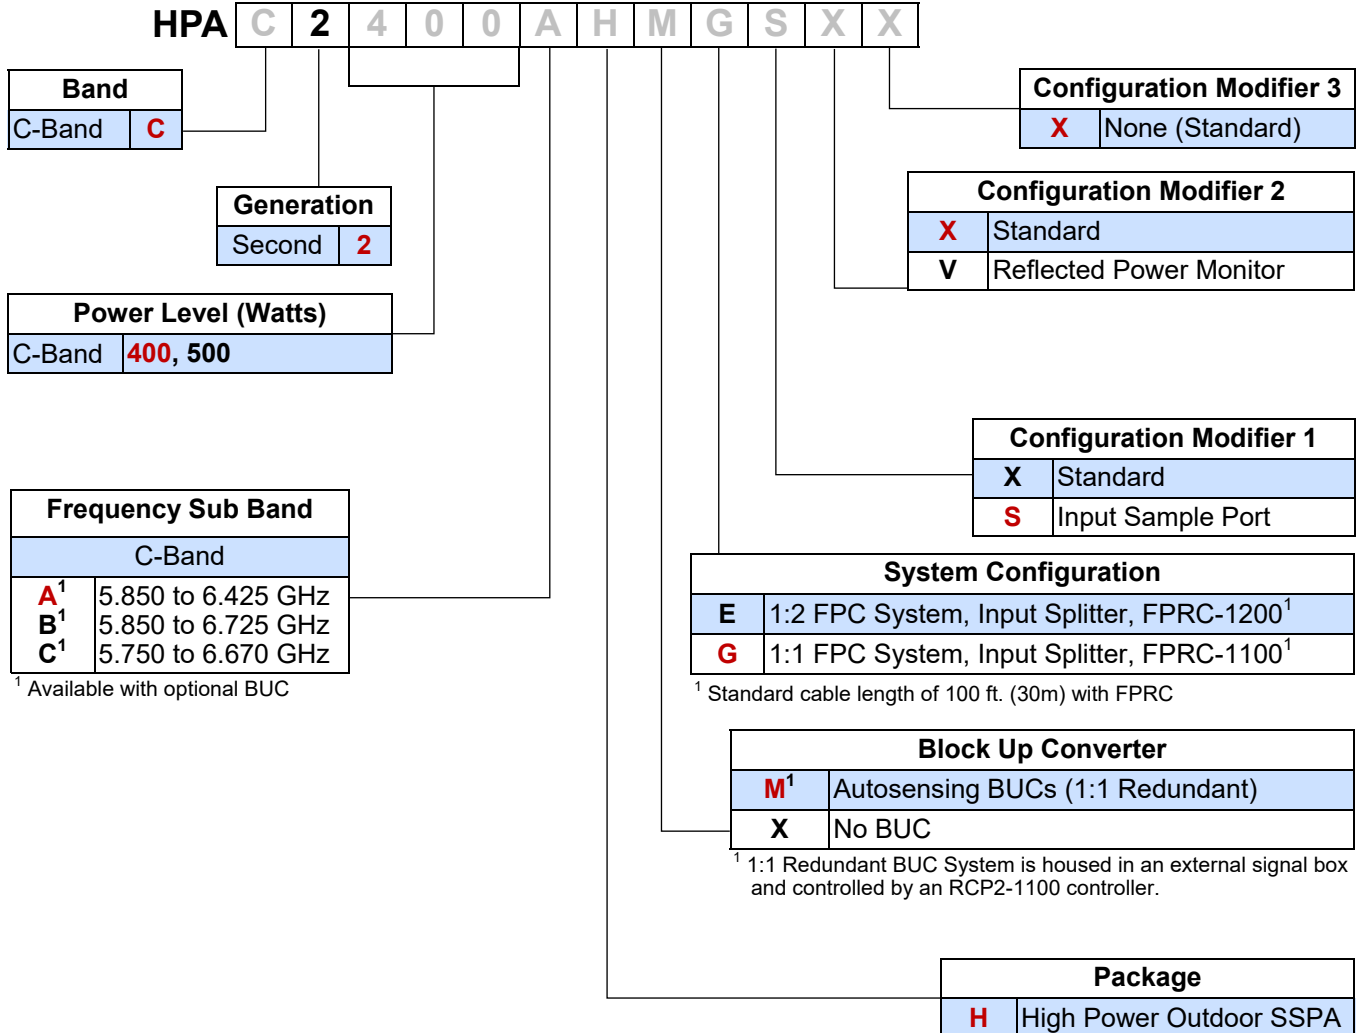 HPA C 2 4 0 0 A H M G S X X
Band
C-Band C
Generation
Second 2
Power Level (Watts)
C-Band 400, 500
Frequency Sub Band
C-Band
A¹ 5.850 to 6.425 GHz
B¹ 5.850 to 6.725 GHz
C¹ 5.750 to 6.670 GHz
¹ Available with optional BUC
Configuration Modifier 3
X None (Standard)
Configuration Modifier 2
X Standard
V Reflected Power Monitor
Configuration Modifier 1
X Standard
S Input Sample Port
System Configuration
E 1:2 FPC System, Input Splitter, FPRC-1200¹
G 1:1 FPC System, Input Splitter, FPRC-1100¹
¹ Standard cable length of 100 ft. (30m) with FPRC
Block Up Converter
M¹ Autosensing BUCs (1:1 Redundant)
X No BUC
¹ 1:1 Redundant BUC System is housed in an external signal box
and controlled by an RCP2-1100 controller.
Package
H High Power Outdoor SSPA